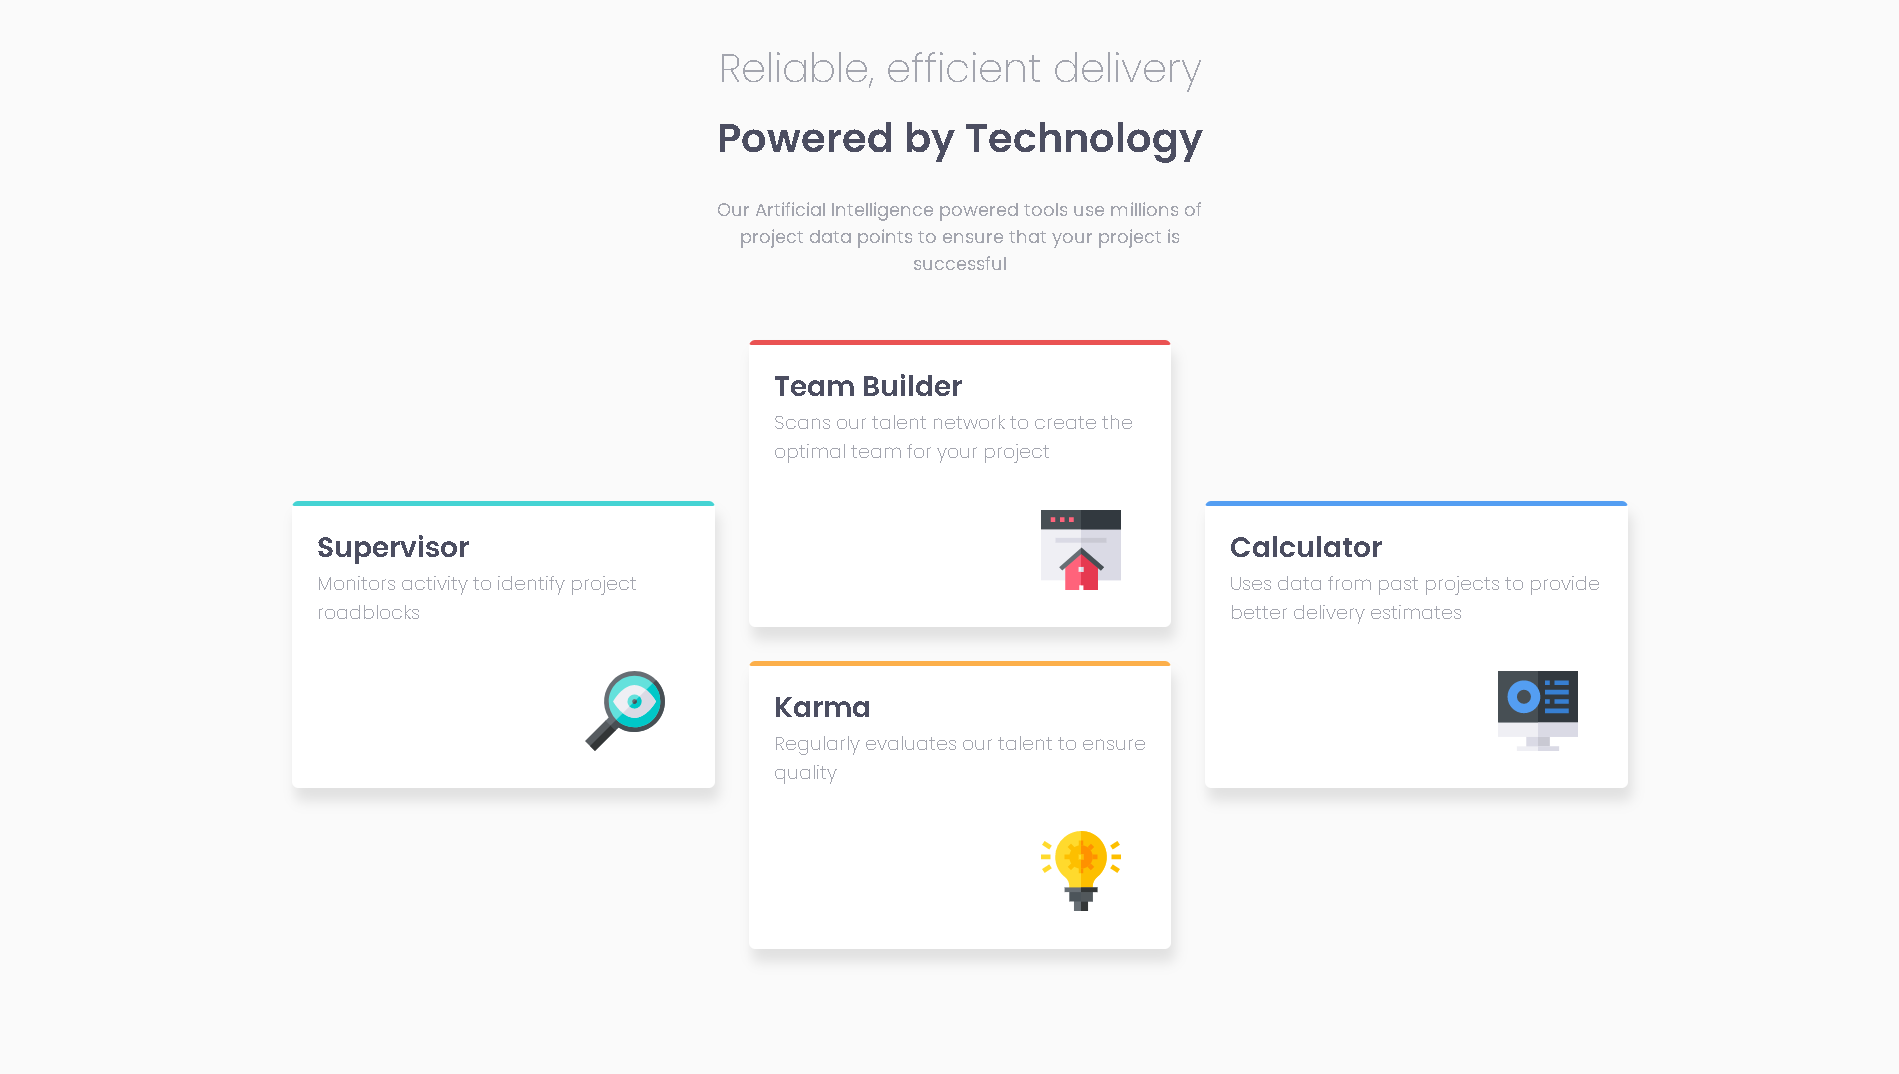 Reliable, efficient delivery
Powered by Technology
Our Artificial Intelligence powered tools use millions of
project data points to ensure that your project is
successful
Team Builder
Scans our talent network to create the
optimal team for your project
Supervisor
Monitors activity to identify project
roadblocks
Calculator
Uses data from past projects to provide
better delivery estimates
Karma
Regularly evaluates our talent to ensure
quality